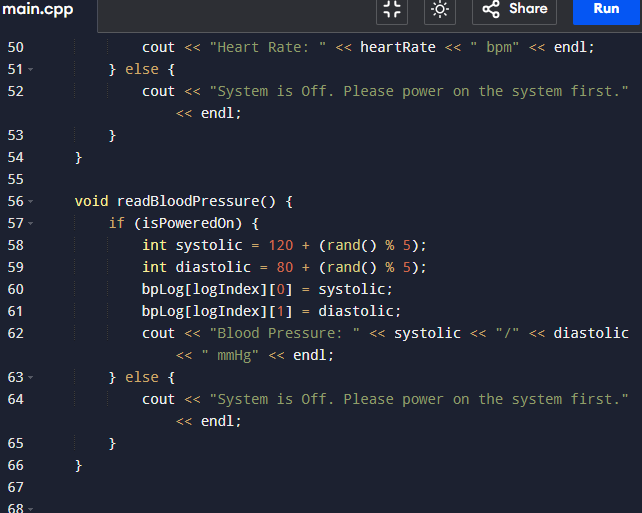 main.cpp Share Run
50 cout << "Heart Rate: " << heartRate << " bpm" << endl;
51 } else {
52 cout << "System is Off. Please power on the system first."
<< endl;
53 }
54 }
55
56 void readBloodPressure() {
57 if (isPoweredOn) {
58 int systolic = 120 + (rand() % 5);
59 int diastolic = 80 + (rand() % 5);
60 bpLog[logIndex][0] = systolic;
61 bpLog[logIndex][1] = diastolic;
62 cout << "Blood Pressure: " << systolic << "/" << diastolic
<< " mmHg" << endl;
63 } else {
64 cout << "System is Off. Please power on the system first."
<< endl;
65 }
66 }
67
68